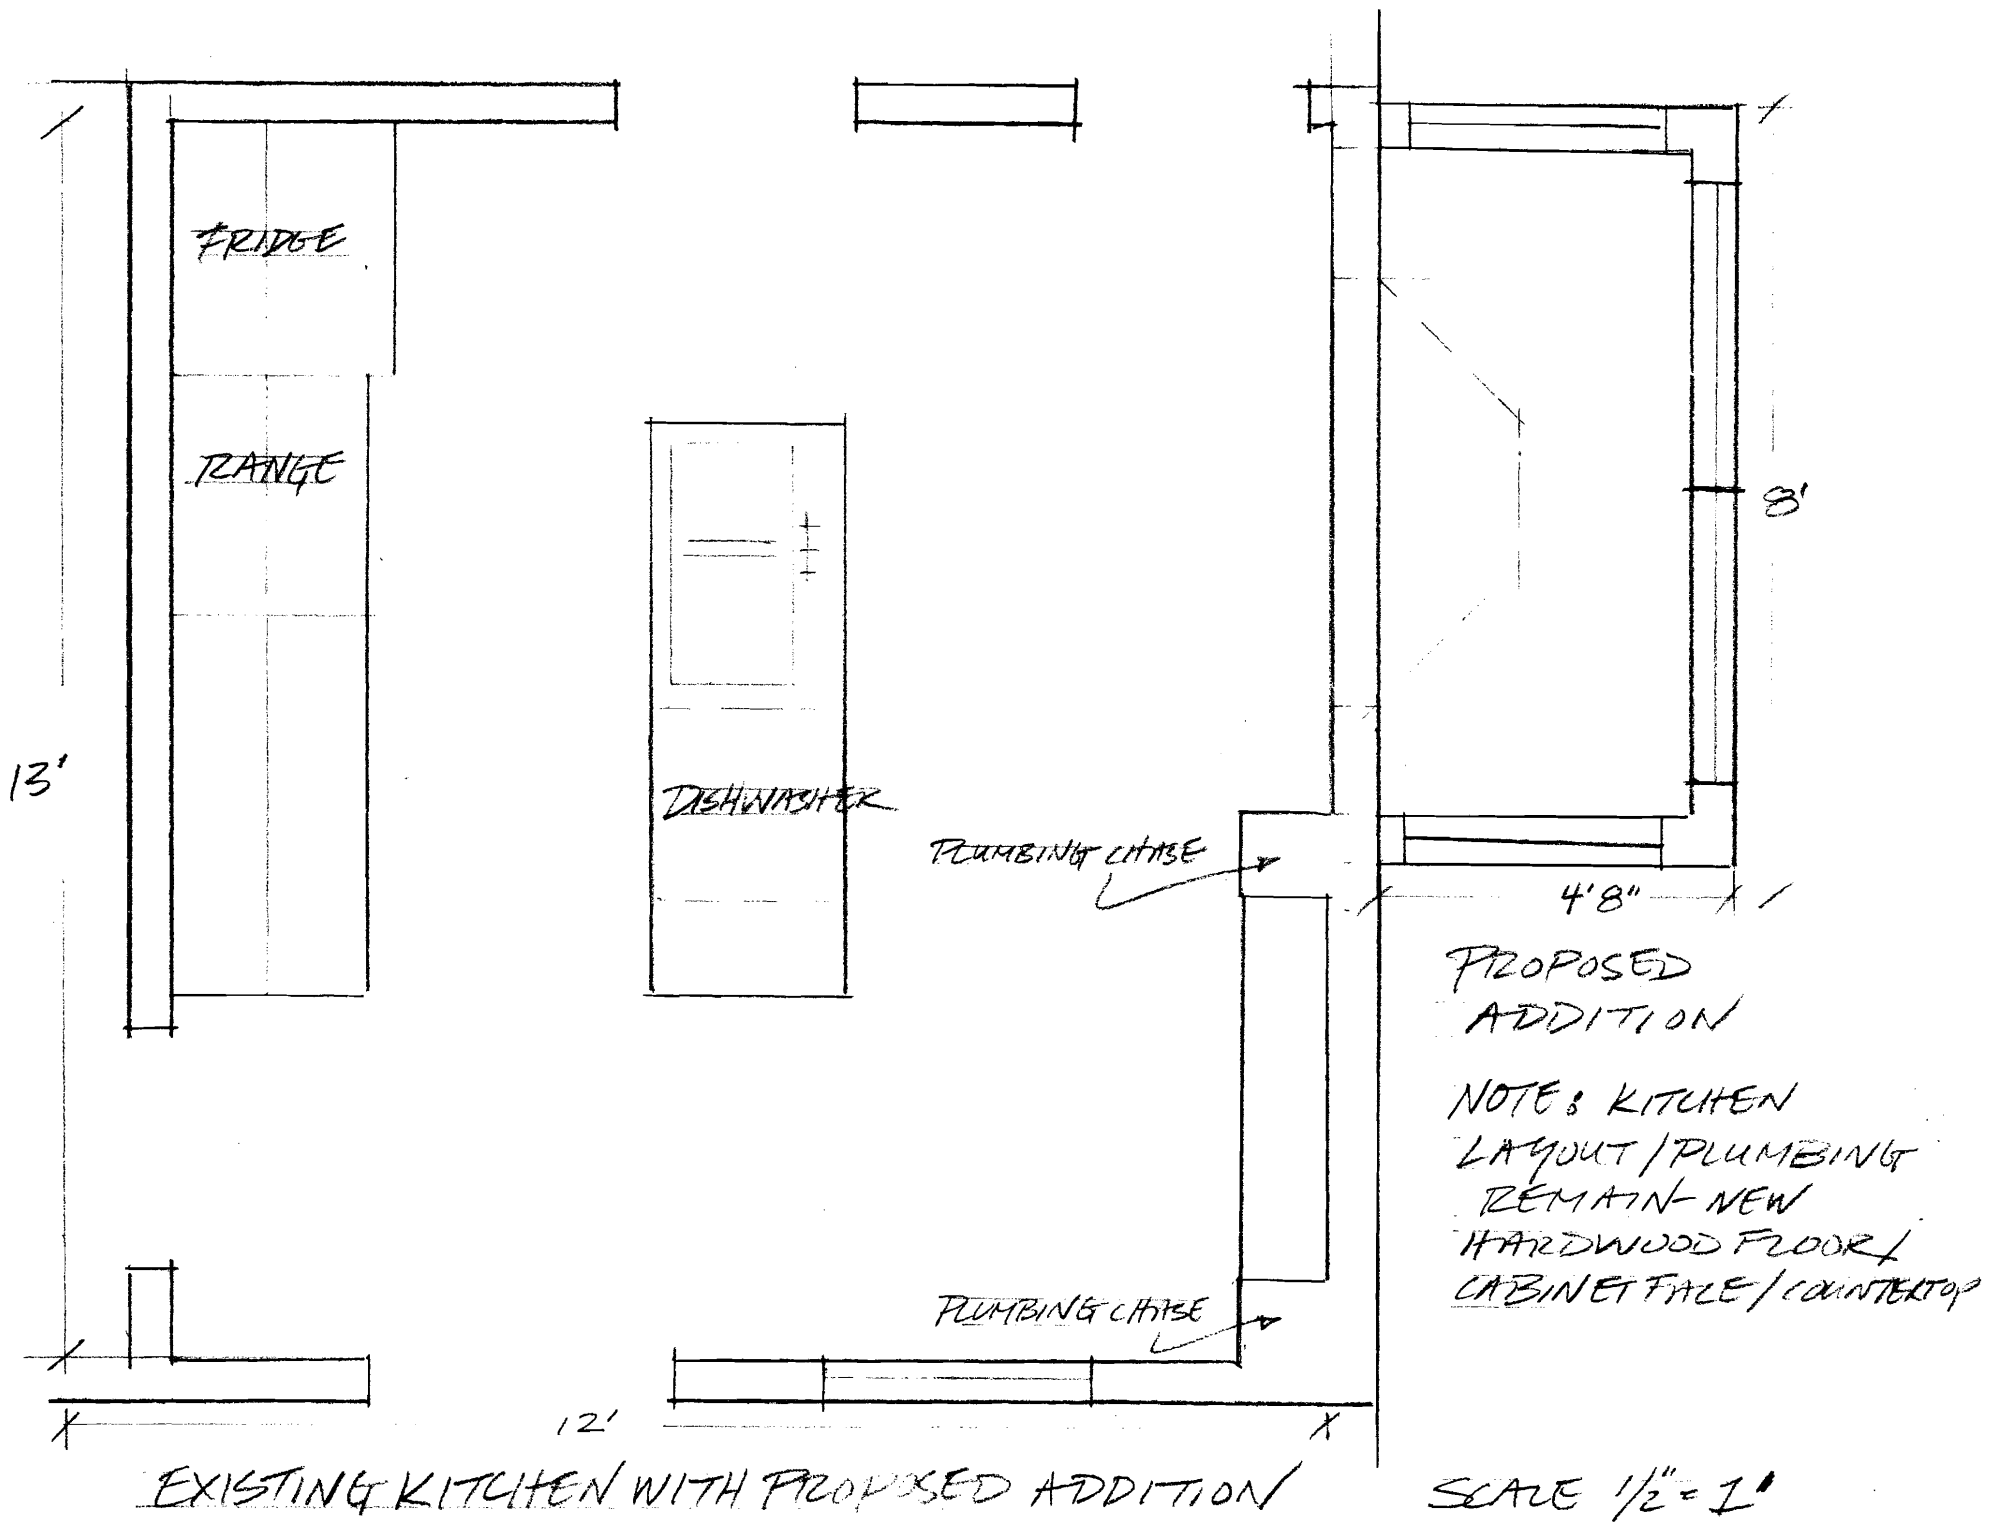 FRIDGE
RANGE
8'
13'
DISHWASHER
PLUMBING CHASE
4'8"
PROPOSED
ADDITION
NOTE: KITCHEN
LAYOUT/PLUMBING
REMAIN-NEW
HARDWOOD FLOOR/
CABINET FACE/COUNTERTOP
PLUMBING CHASE
12'
EXISTING KITCHEN WITH PROPOSED ADDITION
SCALE 1/2"=1'